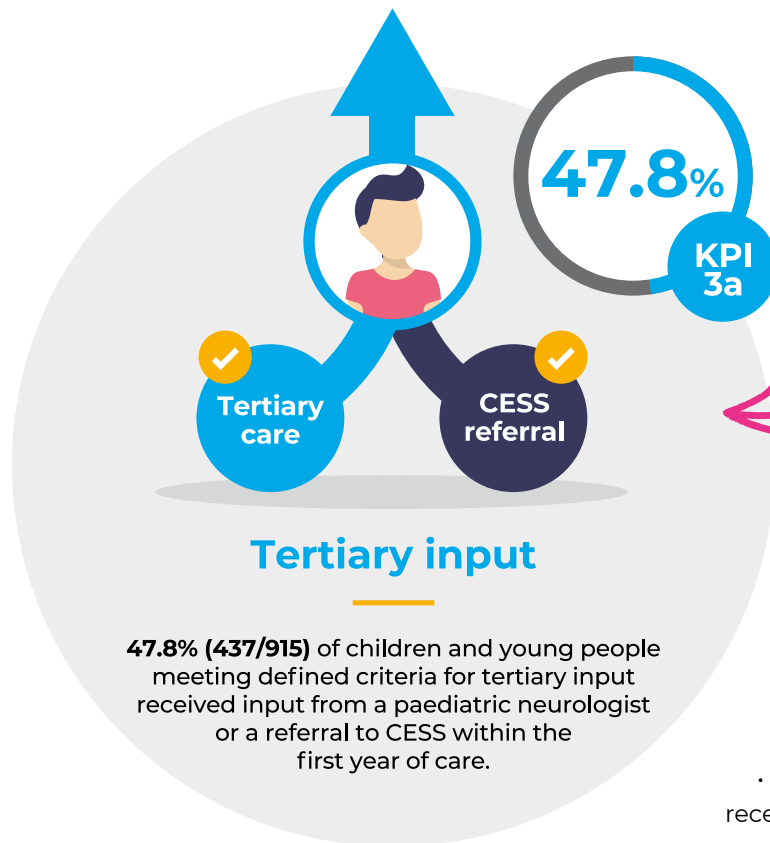 47.8%
KPI
3a
Tertiary
care
CESS
referral
Tertiary input
47.8% (437/915) of children and young people
meeting defined criteria for tertiary input
received input from a paediatric neurologist
or a referral to CESS within the
first year of care.